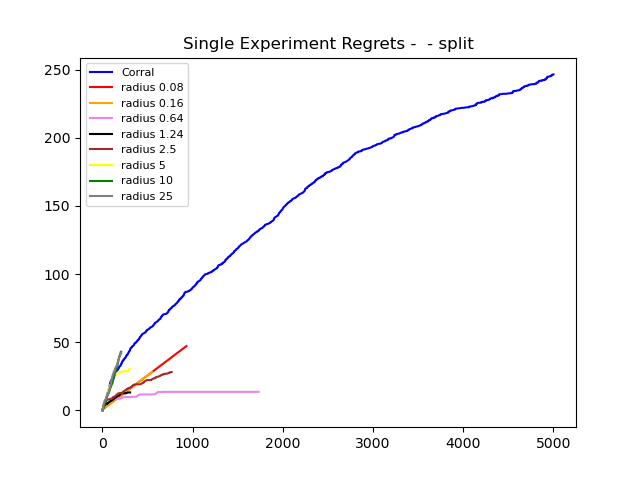 Single Experiment Regrets -  - split
250
200
150
100
50
0
Corral
radius 0.08
radius 0.16
radius 0.64
radius 1.24
radius 2.5
radius 5
radius 10
radius 25
0 1000 2000 3000 4000 5000